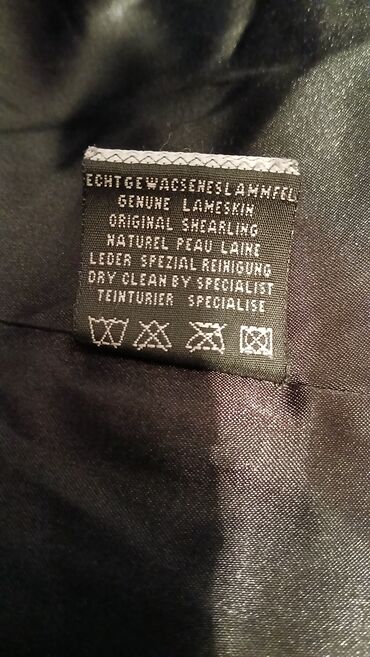 ECHTGEWACSENESLAMMFEL
GENUNE LAMESKIN
ORIGINAL SHEARLING
NATUREL PEAU LAINE
LEDER SPEZIAL REINIGUNG
DRY CLEAN BY SPECIALIST
TEINTURIER SPECIALISE